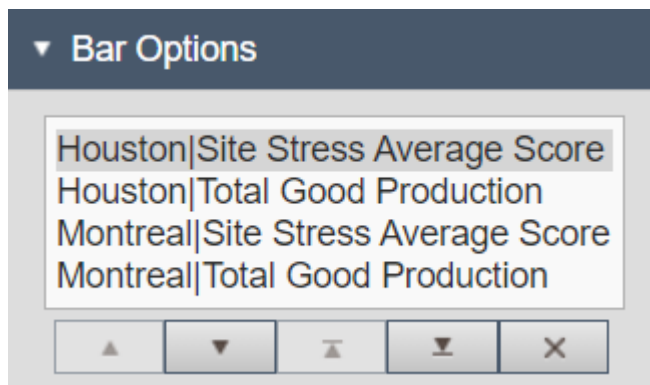 Bar Options
Houston|Site Stress Average Score
Houston|Total Good Production
Montreal|Site Stress Average Score
Montreal|Total Good Production